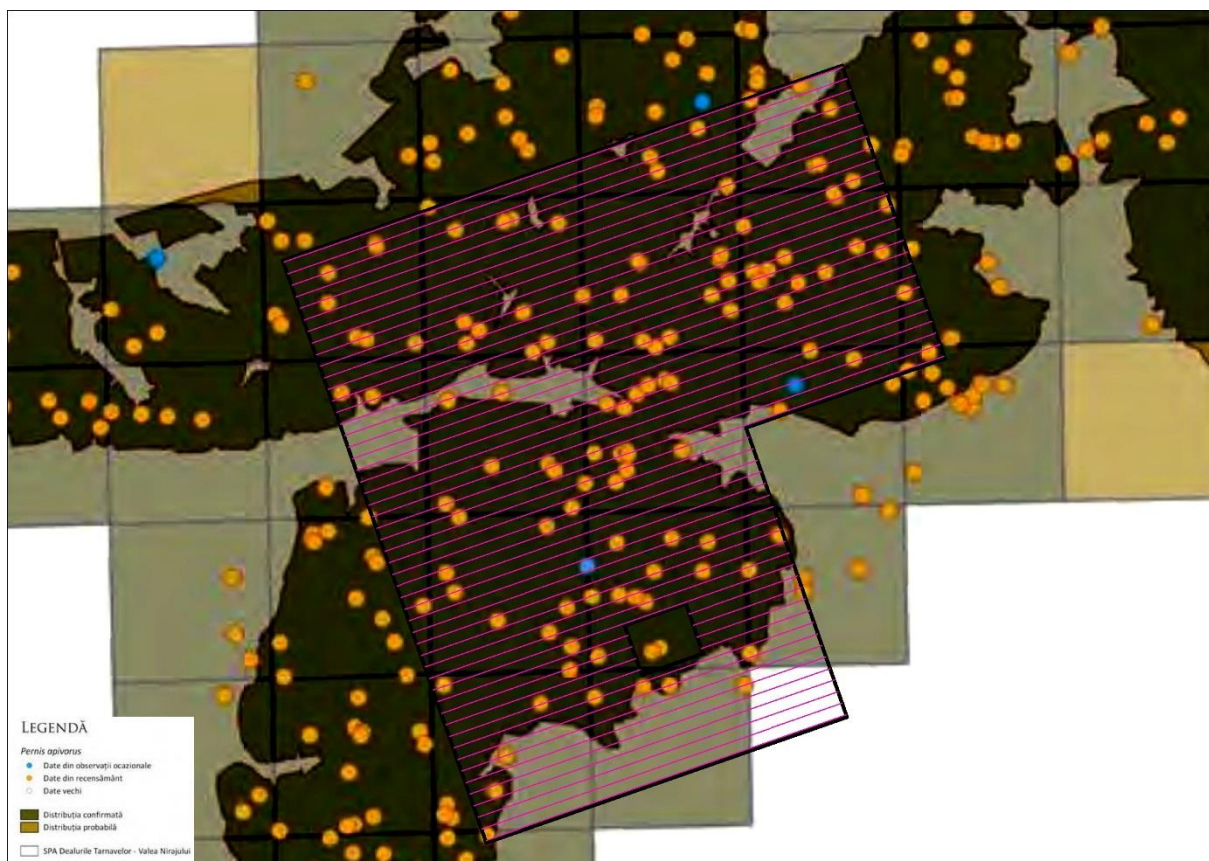 LEGENDĂ
Pernis apivarus
Date din observații ocazionale
Date din recensământ
Date vechi
Distribuția confirmată
Distribuția probabilă
SPA Dealurile Tarnavelor - Valea Nirajului